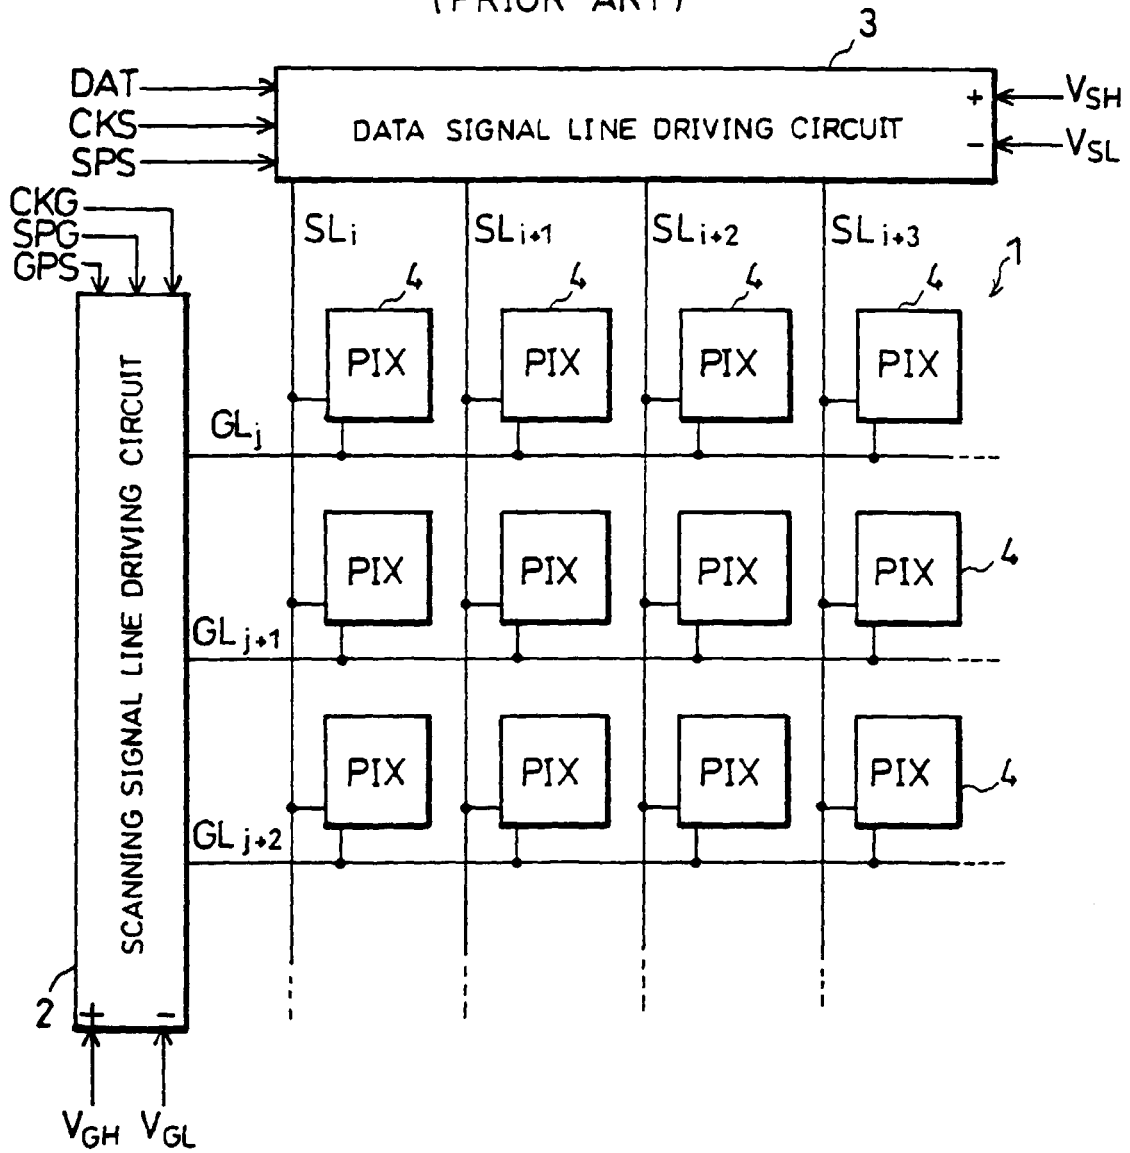 (PRIOR ART)
3
DAT
CKS
SPS
DATA SIGNAL LINE DRIVING CIRCUIT
+
-
VSH
VSL
CKG
SPG
GPS
SLi
SLi+1
SLi+2
SLi+3
1
4
4
4
4
PIX
PIX
PIX
PIX
GLj
PIX
PIX
PIX
PIX
4
GLj+1
PIX
PIX
PIX
PIX
4
GLj+2
SCANNING SIGNAL LINE DRIVING CIRCUIT
2
+
-
VGH
VGL